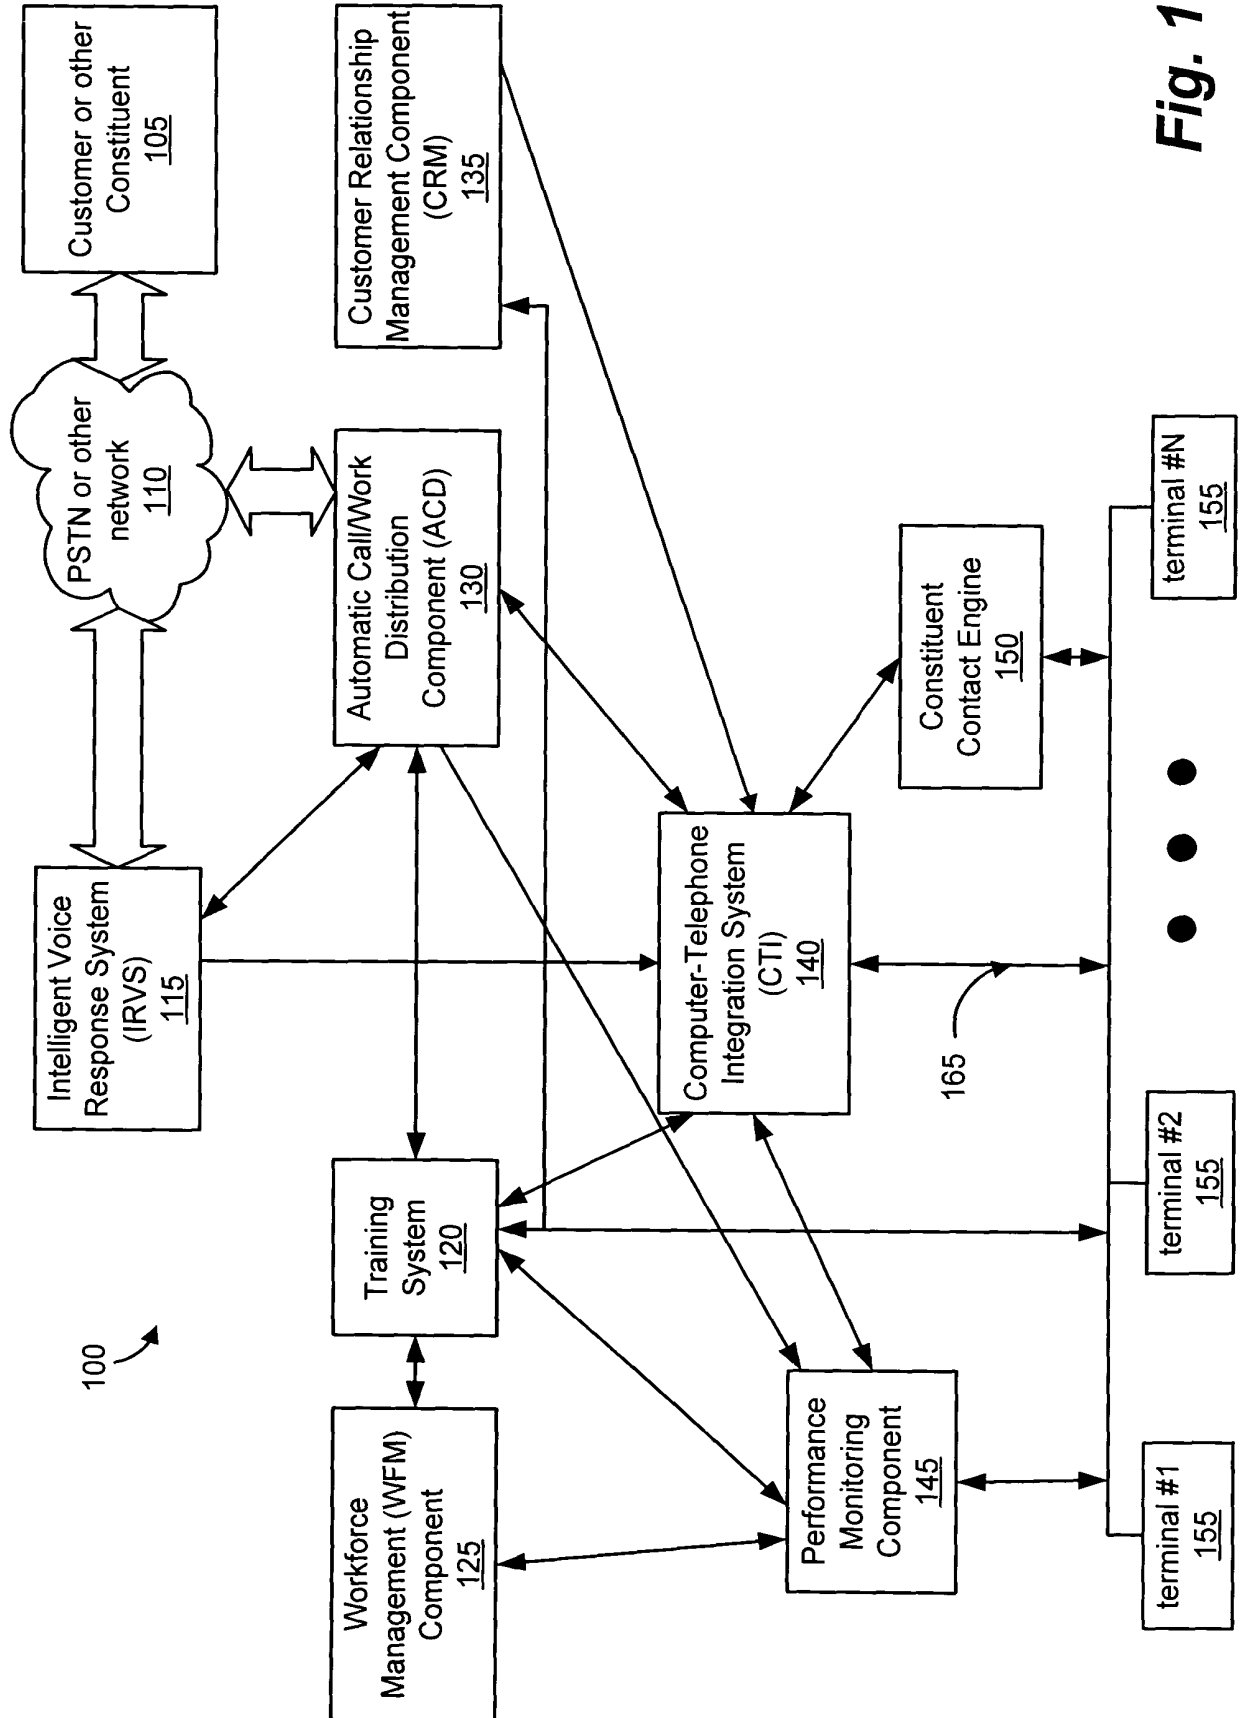 100
Intelligent Voice
Response System
(IRVS)
115
PSTN or other
network
110
Customer or other
Constituent
105
Workforce
Management (WFM)
Component
125
Training
System
120
Automatic Call/Work
Distribution
Component (ACD)
130
Customer Relationship
Management Component
(CRM)
135
Computer-Telephone
Integration System
(CTI)
140
Performance
Monitoring
Component
145
Constituent
Contact Engine
150
165
terminal #1
155
terminal #2
155
terminal #N
155
Fig. 1